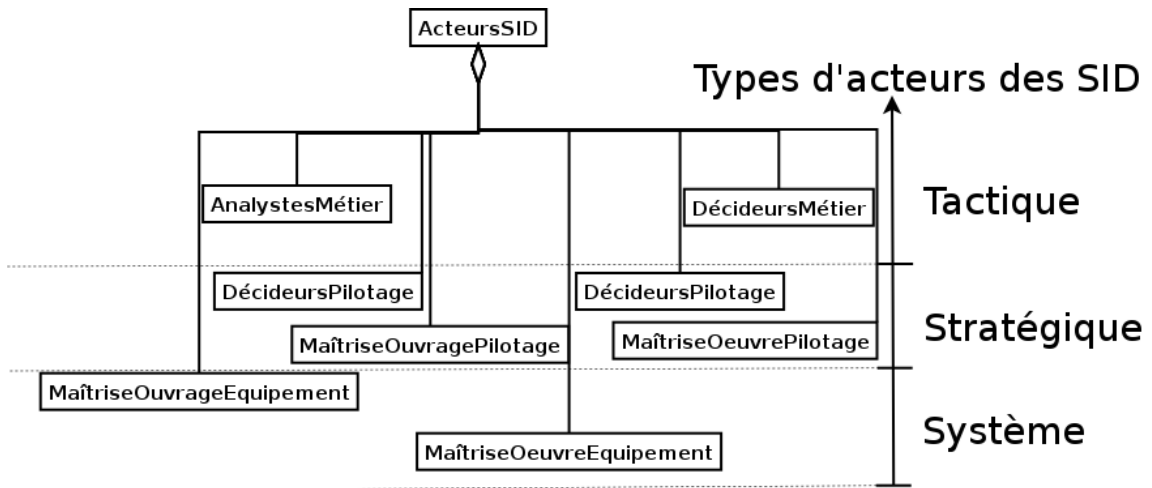 ActeursSID
Types d'acteurs des SID
AnalystesMétier
DécideursMétier
Tactique
DécideursPilotage
DécideursPilotage
MaîtriseOuvragePilotage
MaîtriseOeuvrePilotage
Stratégique
MaîtriseOuvrageEquipement
MaîtriseOeuvreEquipement
Système